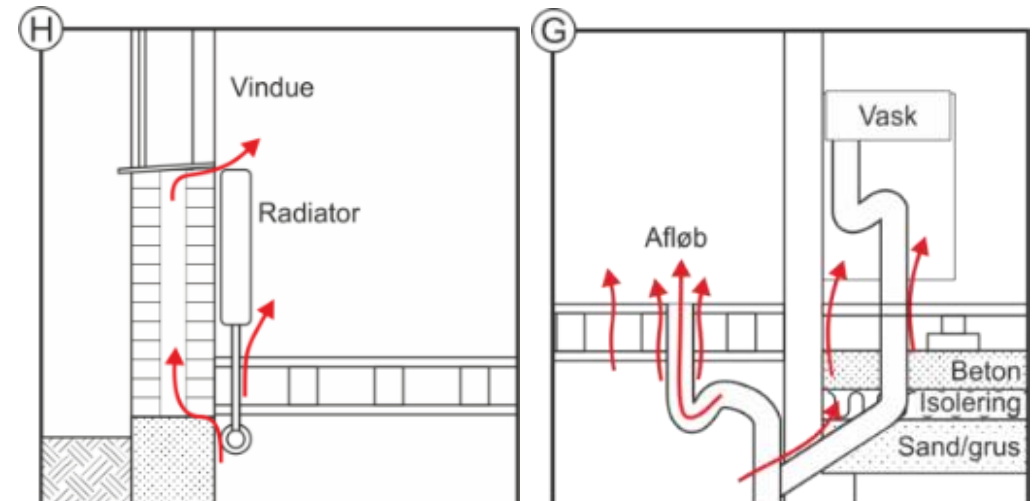 H
Vindue
Radiator
G
Vask
Afløb
Beton
Isolering
Sand/grus